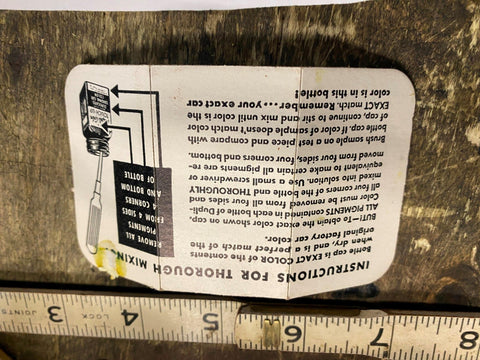 INSTRUCTIONS FOR THOROUGH MIXING
Bottle cap is EXACT COLOR of the contents
when dry, and is a perfect match of the
original factory color.
BUT!—To obtain the exact color shown on cap,
ALL PIGMENTS contained in each bottle of Dupli-
Color must be removed from all four sides and
all four corners of the bottle and THOROUGHLY
mixed into solution. Use a small screwdriver or
equivalent to make certain all pigments are re-
moved from sides, four corners and bottom.
Brush sample on a test piece and compare with
bottle cap. If color of sample doesn't match color
of cap, continue to stir and mix until color is the
EXACT match. Remember...your exact car
color is in this bottle!
REMOVE ALL
PIGMENTS
FROM 4 SIDES
4 CORNERS
AND BOTTOM
OF BOTTLE
JOINT
3
4
5
6
7
8